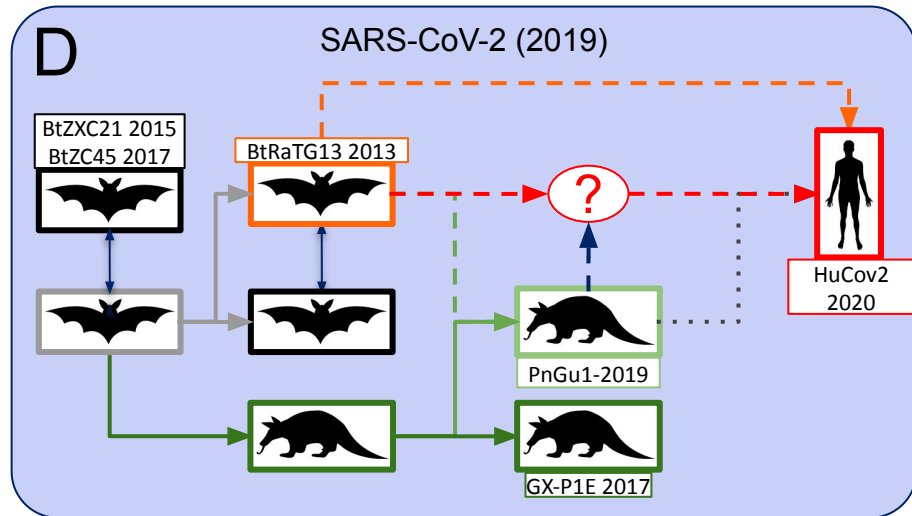 D
SARS-CoV-2 (2019)
BtZXC21 2015
BtZC45 2017
BtRaTG13 2013
?
HuCov2
2020
PnGu1-2019
GX-P1E 2017